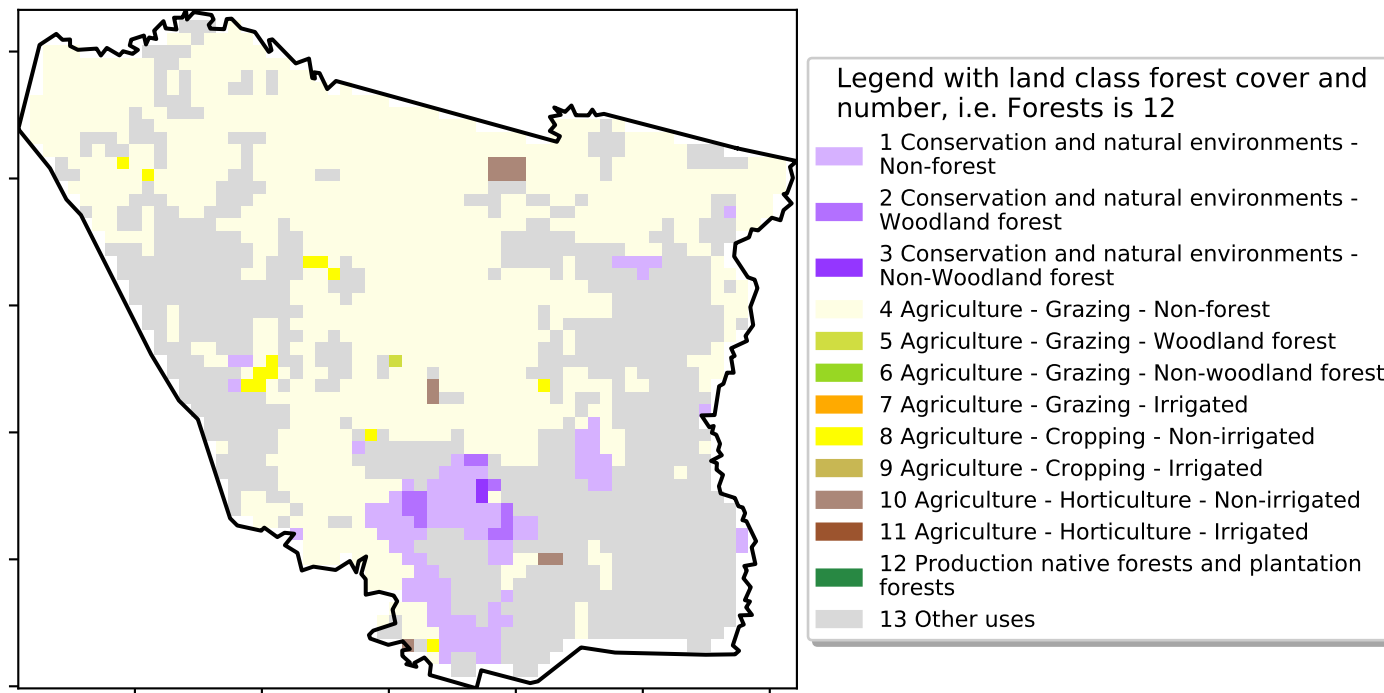 Legend with land class forest cover and
number, i.e. Forests is 12
1 Conservation and natural environments -
Non-forest
2 Conservation and natural environments -
Woodland forest
3 Conservation and natural environments -
Non-Woodland forest
4 Agriculture - Grazing - Non-forest
5 Agriculture - Grazing - Woodland forest
6 Agriculture - Grazing - Non-woodland forest
7 Agriculture - Grazing - Irrigated
8 Agriculture - Cropping - Non-irrigated
9 Agriculture - Cropping - Irrigated
10 Agriculture - Horticulture - Non-irrigated
11 Agriculture - Horticulture - Irrigated
12 Production native forests and plantation
forests
13 Other uses